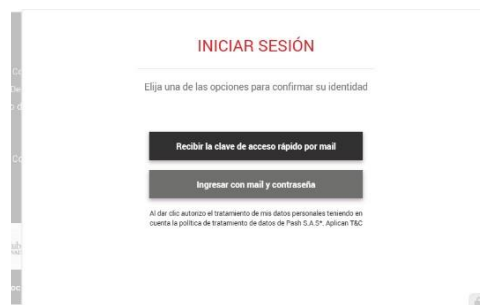 INICIAR SESIÓN
Elija una de las opciones para confirmar su identidad
Recibir la clave de acceso rápido por mail
Ingresar con mail y contraseña
Al dar clic autorizo el tratamiento de mis datos personales teniendo en
cuenta la política de tratamiento de datos de Pash S.A.S*. Aplican T&C